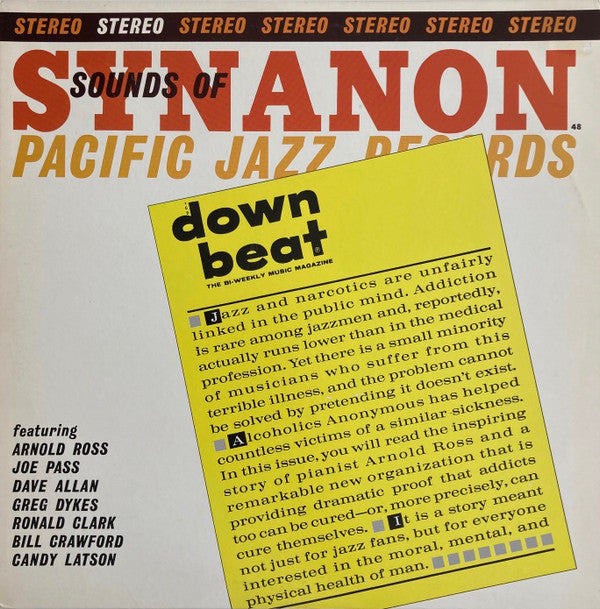 STEREO STEREO STEREO STEREO STEREO STEREO STEREO
SOUNDS OF
SYNANON
48
PACIFIC JAZZ RECORDS
down
beat
THE BI-WEEKLY MUSIC MAGAZINE
Jazz and narcotics are unfairly
linked in the public mind. Addiction
is rare among jazzmen and, reportedly,
actually runs lower than in the medical
profession. Yet there is a small minority
of musicians who suffer from this
terrible illness, and the problem cannot
be solved by pretending it doesn't exist.
Alcoholics Anonymous has helped
countless victims of a similar sickness.
In this issue, you will read the inspiring
story of pianist Arnold Ross and a
remarkable new organization that is
providing dramatic proof that addicts
too can be cured—or, more precisely, can
cure themselves. It is a story meant
not just for jazz fans, but for everyone
interested in the moral, mental, and
physical health of man.
featuring
ARNOLD ROSS
JOE PASS
DAVE ALLAN
GREG DYKES
RONALD CLARK
BILL CRAWFORD
CANDY LATSON